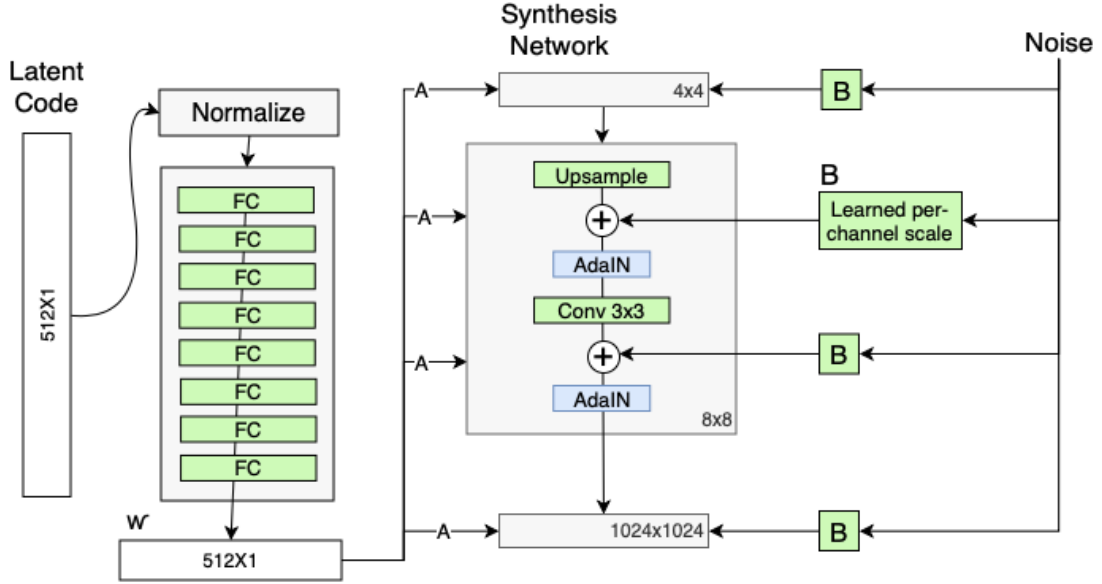 Synthesis
Network
Noise
Latent
Code
Normalize
A
4x4
B
512X1
FC
FC
FC
FC
FC
FC
FC
FC
w
512X1
A
Upsample
+
AdaIN
Conv 3x3
A
+
AdaIN
8x8
B
Learned per-
channel scale
B
A
1024x1024
B